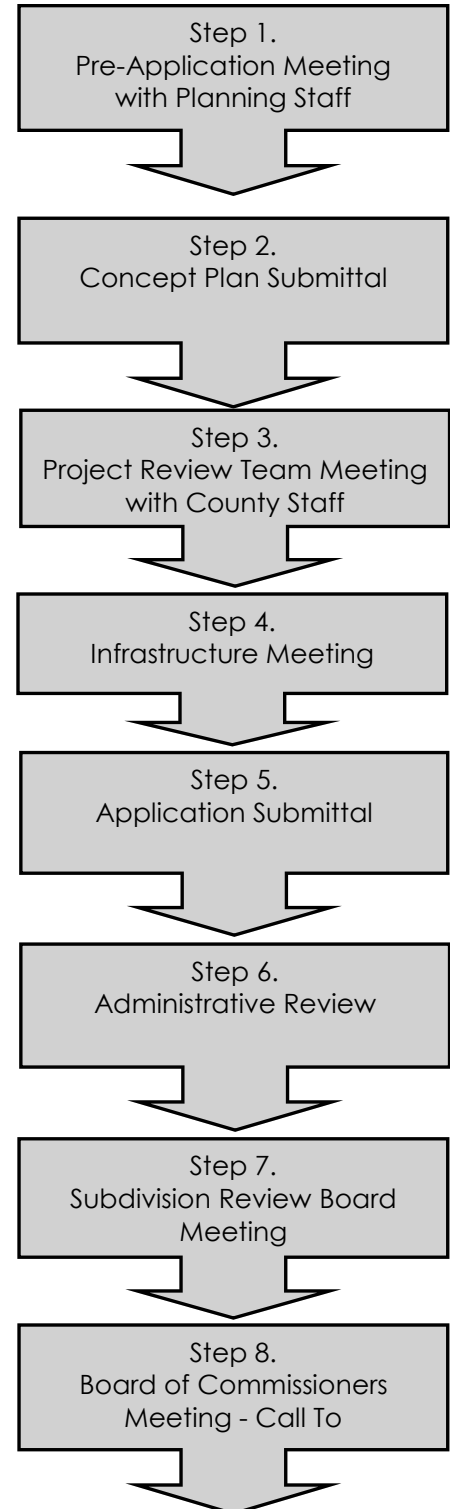 Step 1.
Pre-Application Meeting
with Planning Staff
Step 2.
Concept Plan Submittal
Step 3.
Project Review Team Meeting
with County Staff
Step 4.
Infrastructure Meeting
Step 5.
Application Submittal
Step 6.
Administrative Review
Step 7.
Subdivision Review Board
Meeting
Step 8.
Board of Commissioners
Meeting - Call To